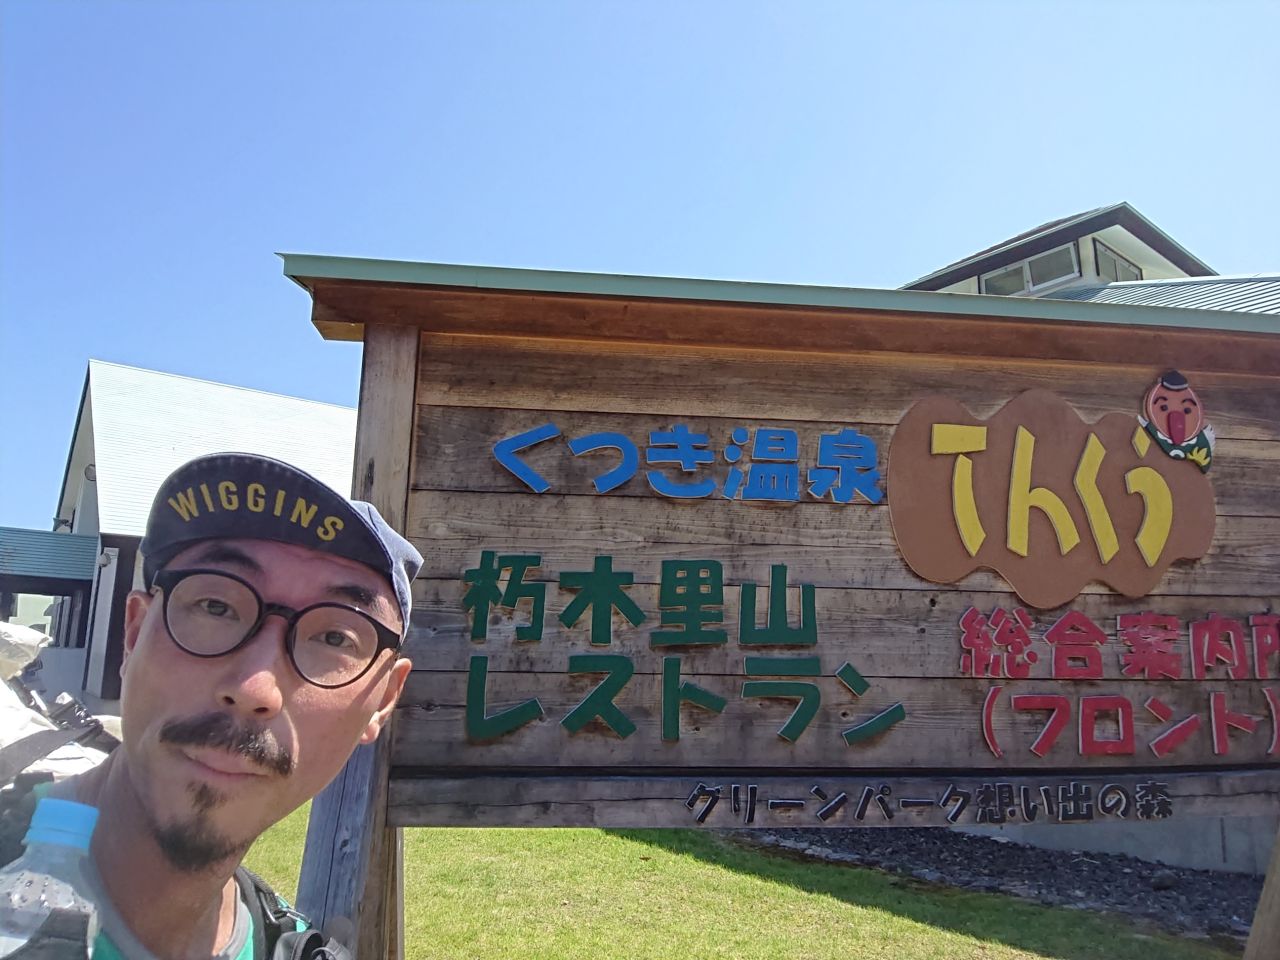 WIGGINS
くつき温泉
てんくう
朽木里山
レストラン
総合案内所
(フロント)
グリーンパーク想い出の森